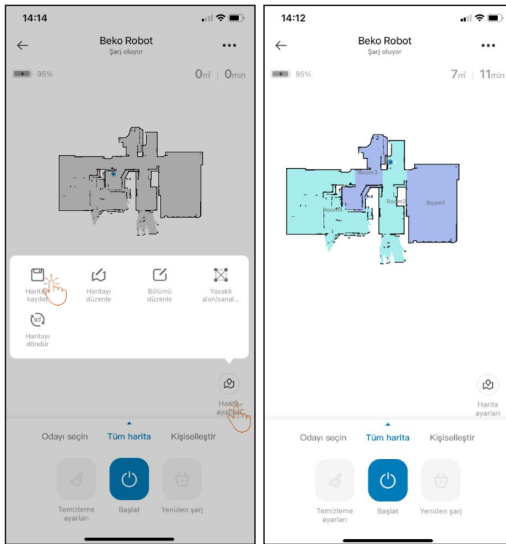 14:14
Beko Robot
Şarj oluyor
95%
0㎡ | 0min
Haritayı kaydet
Haritayı düzenle
Bölümü düzenle
Yasaklı alan/sanal...
Haritayı döndür
Harita ayarları
Odayı seçin
Tüm harita
Kişiselleştir
Temizleme ayarları
Başlat
Yeniden şarj
14:12
Beko Robot
Şarj oluyor
95%
7㎡ | 11min
Room3
Room1
Harita ayarları
Odayı seçin
Tüm harita
Kişiselleştir
Temizleme ayarları
Başlat
Yeniden şarj